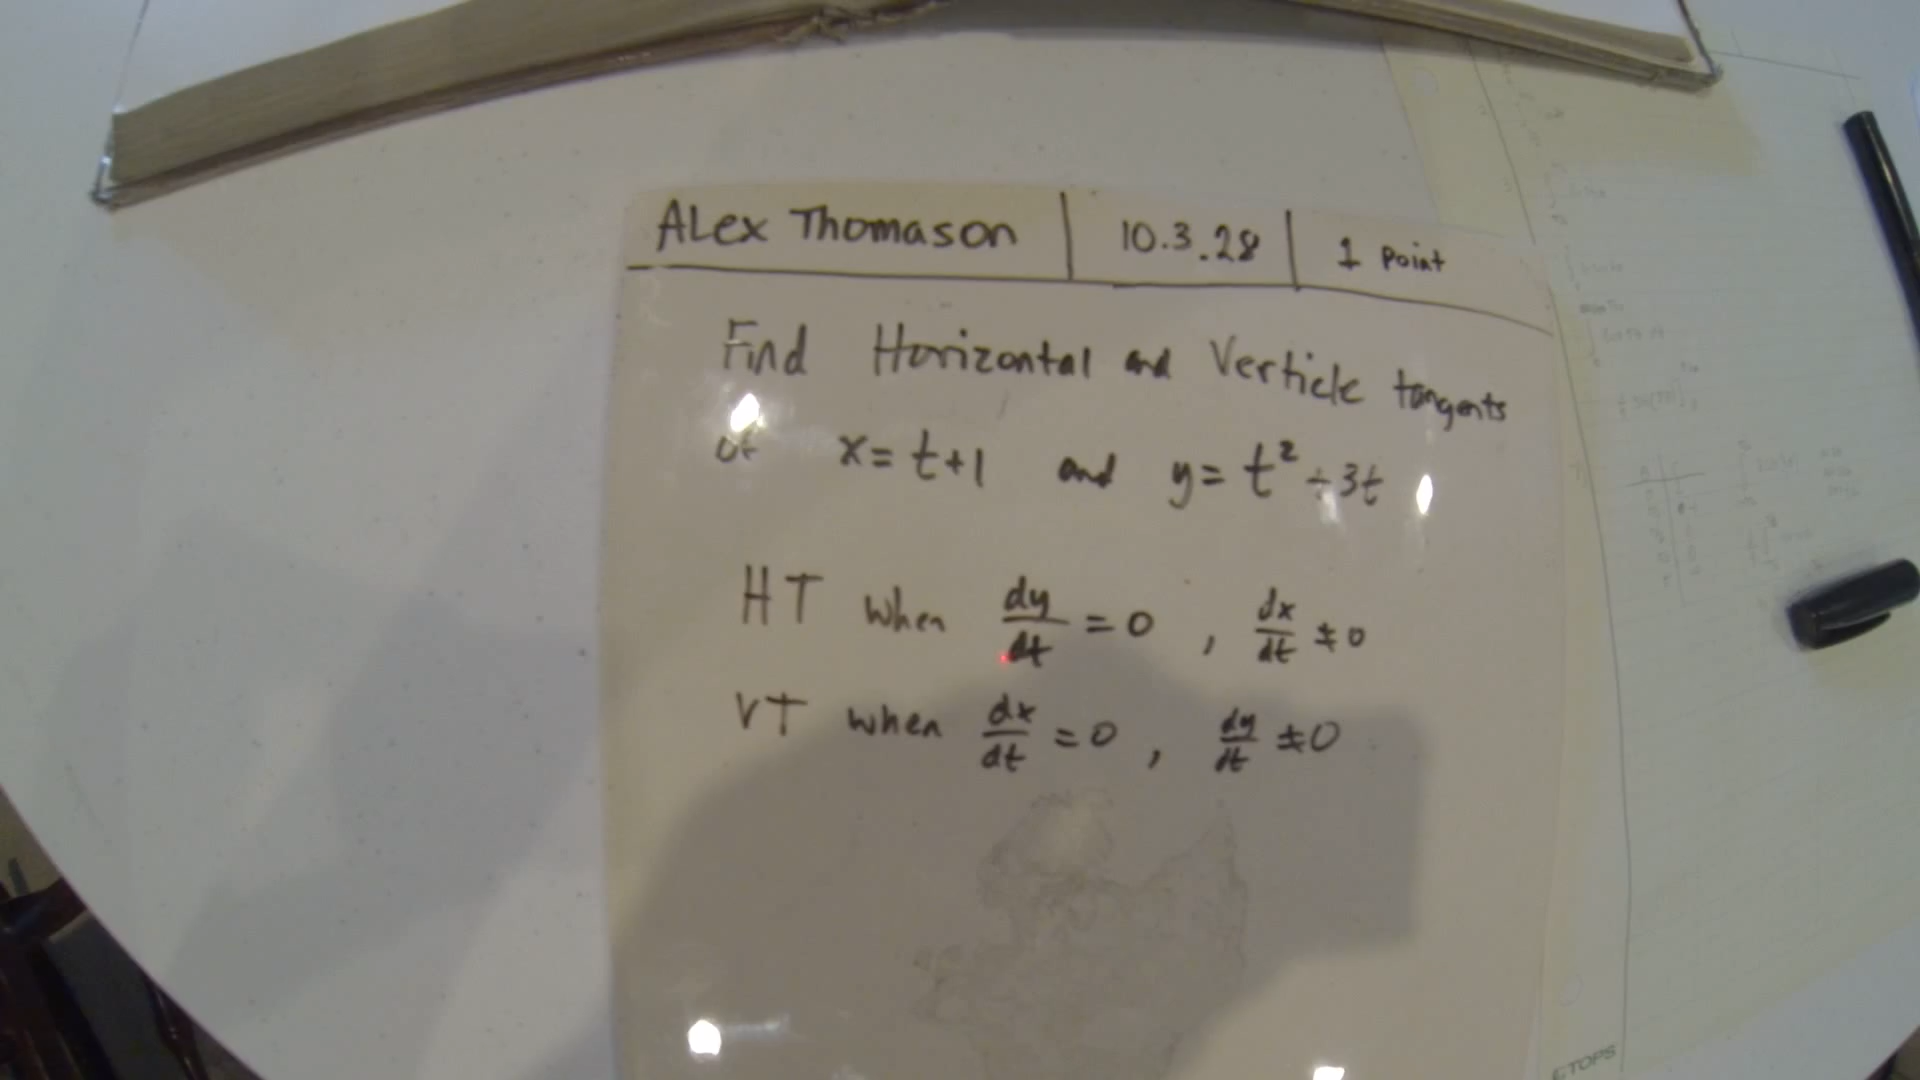 ALex Thomason | 10.3.28 | 1 Point
Find Horizontal and Verticle tangents
of x = t+1 and y = t² + 3t
HT when dy/dt = 0 , dx/dt ≠ 0
VT when dx/dt = 0 , dy/dt ≠ 0
ETOPS